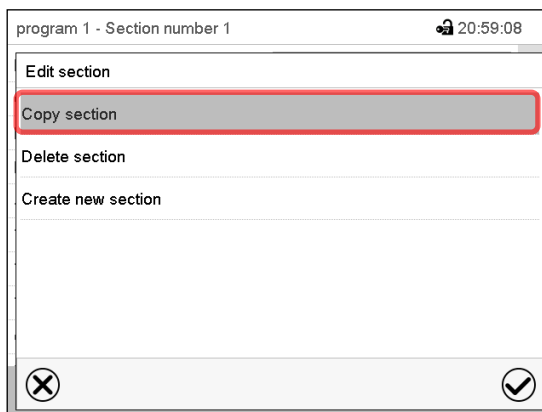 program 1 - Section number 1 20:59:08
Edit section
Copy section
Delete section
Create new section